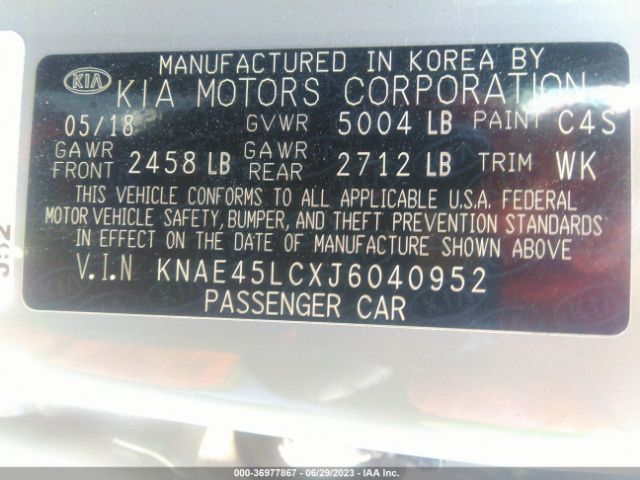 MANUFACTURED IN KOREA BY
KIA KIA MOTORS CORPORATION
05/18 GVWR 5004 LB PAINT C4S
GAWR FRONT 2458 LB GAWR REAR 2712 LB TRIM WK
THIS VEHICLE CONFORMS TO ALL APPLICABLE U.S.A. FEDERAL
MOTOR VEHICLE SAFETY, BUMPER, AND THEFT PREVENTION STANDARDS
IN EFFECT ON THE DATE OF MANUFACTURE SHOWN ABOVE
V.I.N KNAE45LCXJ6040952
PASSENGER CAR
000-36977867 - 06/29/2023 - IAA Inc.